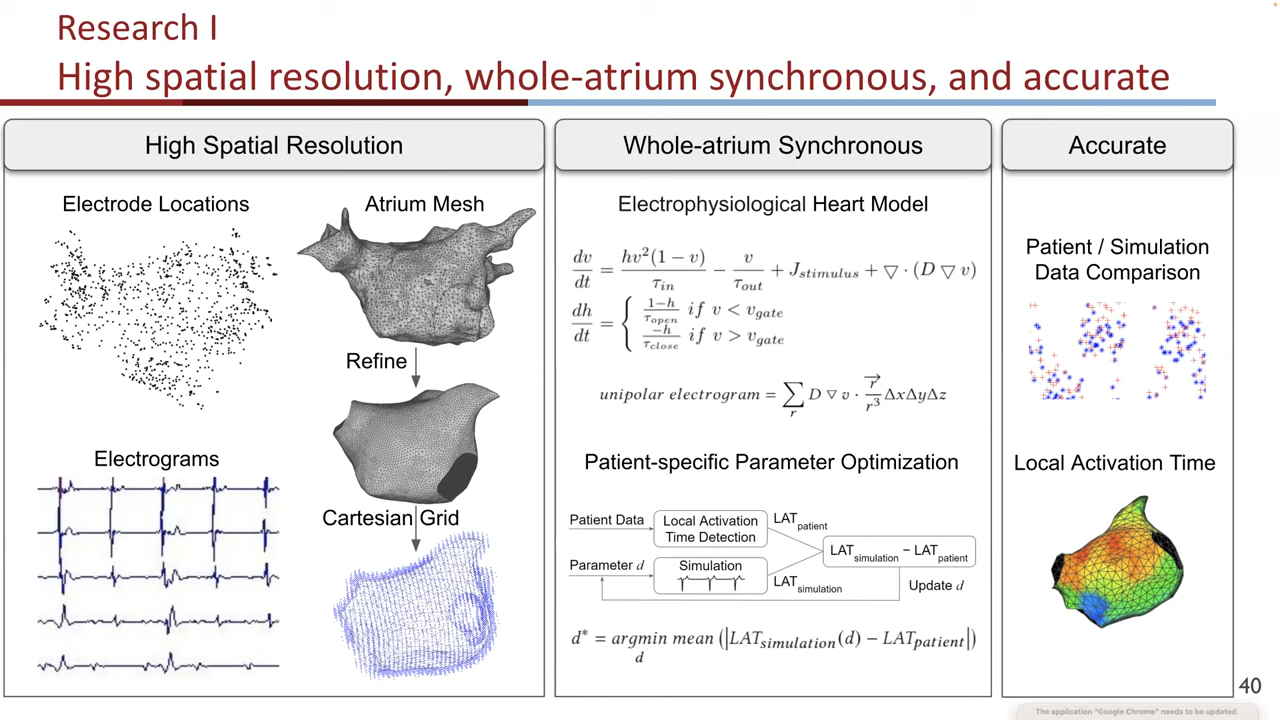 Research I
High spatial resolution, whole-atrium synchronous, and accurate
High Spatial Resolution
Electrode Locations
Atrium Mesh
Refine
Electrograms
Cartesian Grid
Whole-atrium Synchronous
Electrophysiological Heart Model
dv/dt = hv²(1 − v)/τ_in − v/τ_out + J_stimulus + ▽ · (D ▽ v)
dh/dt = { 1−h/τ_open if v < v_gate
−h/τ_close if v > v_gate
unipolar electrogram = ∑_r D ▽ v · r⃗/r³ ΔxΔyΔz
Patient-specific Parameter Optimization
Patient Data
Local Activation
Time Detection
LAT_patient
Parameter d
Simulation
LAT_simulation
LAT_simulation − LAT_patient
Update d
d* = argmin mean (|LAT_simulation(d) − LAT_patient|)
d
Accurate
Patient / Simulation
Data Comparison
Local Activation Time
40
The application "Google Chrome" needs to be updated.